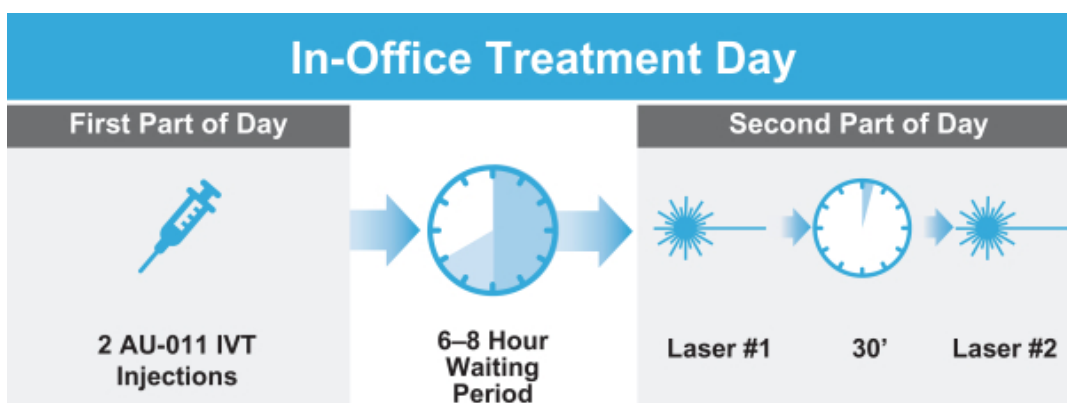 In-Office Treatment Day
First Part of Day
Second Part of Day
2 AU-011 IVT
Injections
6–8 Hour
Waiting
Period
Laser #1
30’
Laser #2